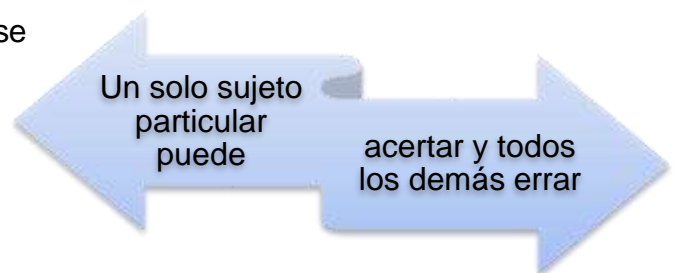 se
Un solo sujeto
particular
puede
acertar y todos
los demás errar